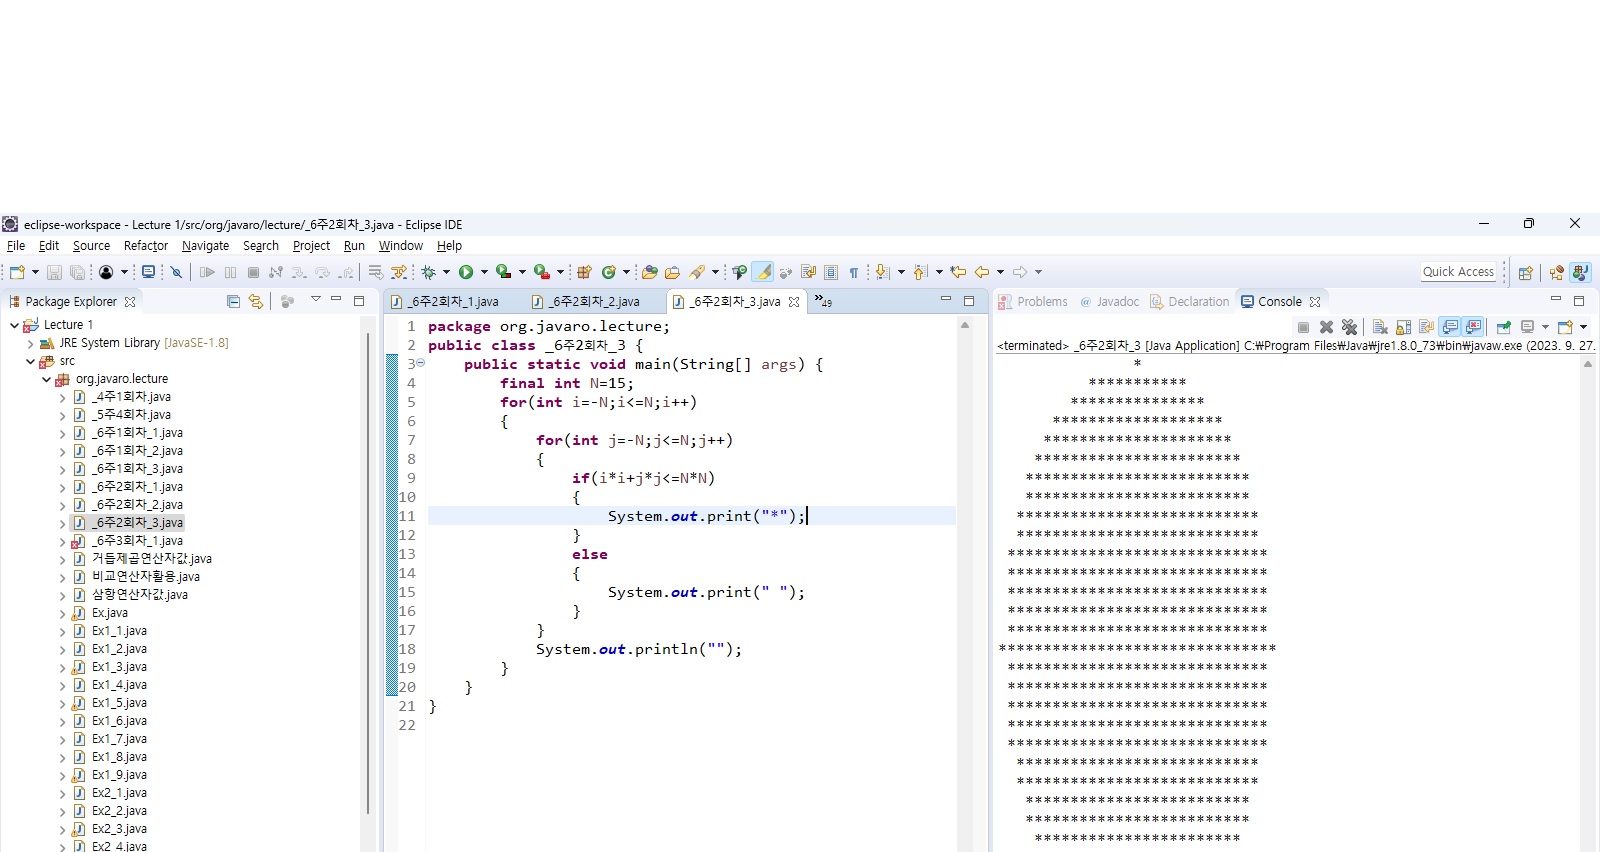 eclipse-workspace - Lecture 1/src/org/javaro/lecture/_6주2회차_3.java - Eclipse IDE
File Edit Source Refactor Navigate Search Project Run Window Help
Quick Access
Package Explorer
Lecture 1
JRE System Library [JavaSE-1.8]
src
org.javaro.lecture
_4주1회차.java
_5주4회차.java
_6주1회차_1.java
_6주1회차_2.java
_6주1회차_3.java
_6주2회차_1.java
_6주2회차_2.java
_6주2회차_3.java
_6주3회차_1.java
거듭제곱연산자값.java
비교연산자활용.java
삼항연산자값.java
Ex.java
Ex1_1.java
Ex1_2.java
Ex1_3.java
Ex1_4.java
Ex1_5.java
Ex1_6.java
Ex1_7.java
Ex1_8.java
Ex1_9.java
Ex2_1.java
Ex2_2.java
Ex2_3.java
Ex2_4.java
_6주2회차_1.java _6주2회차_2.java _6주2회차_3.java »49
1 package org.javaro.lecture;
2 public class _6주2회차_3 {
3 public static void main(String[] args) {
4 final int N=15;
5 for(int i=-N;i<=N;i++)
6 {
7 for(int j=-N;j<=N;j++)
8 {
9 if(i*i+j*j<=N*N)
10 {
11 System.out.print("*");
12 }
13 else
14 {
15 System.out.print(" ");
16 }
17 }
18 System.out.println("");
19 }
20 }
21 }
22
Problems @ Javadoc Declaration Console
<terminated> _6주2회차_3 [Java Application] C:₩Program Files₩Java₩jre1.8.0_73₩bin₩javaw.exe (2023. 9. 27.
               *
          ***********
        ***************
      *******************
     *********************
    ***********************
   *************************
   *************************
  ***************************
  ***************************
 *****************************
 *****************************
 *****************************
 *****************************
 *****************************
*******************************
 *****************************
 *****************************
 *****************************
 *****************************
 *****************************
  ***************************
  ***************************
   *************************
   *************************
    ***********************